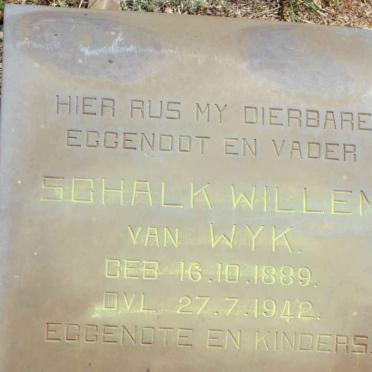 HIER RUS MY DIERBARE
EGGENOOT EN VADER
SCHALK WILLEM
VAN WYK.
GEB 16.10.1889.
OVL. 27.7.1942.
EGGENOTE EN KINDERS.